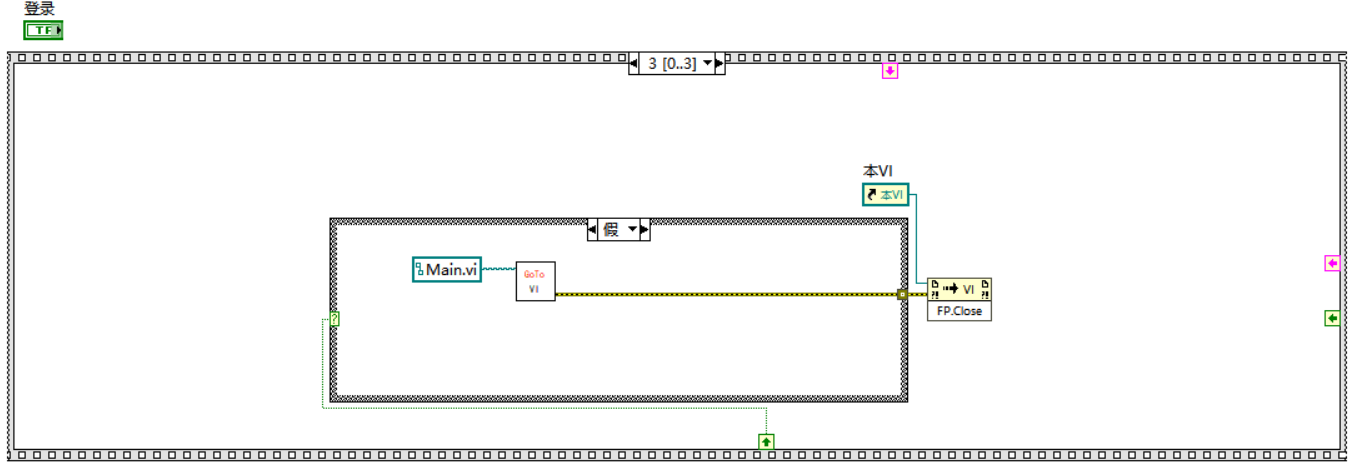 登录
TF
3 [0..3]
本VI
本VI
假
Main.vi
GoTo
VI
?
VI
FP.Close